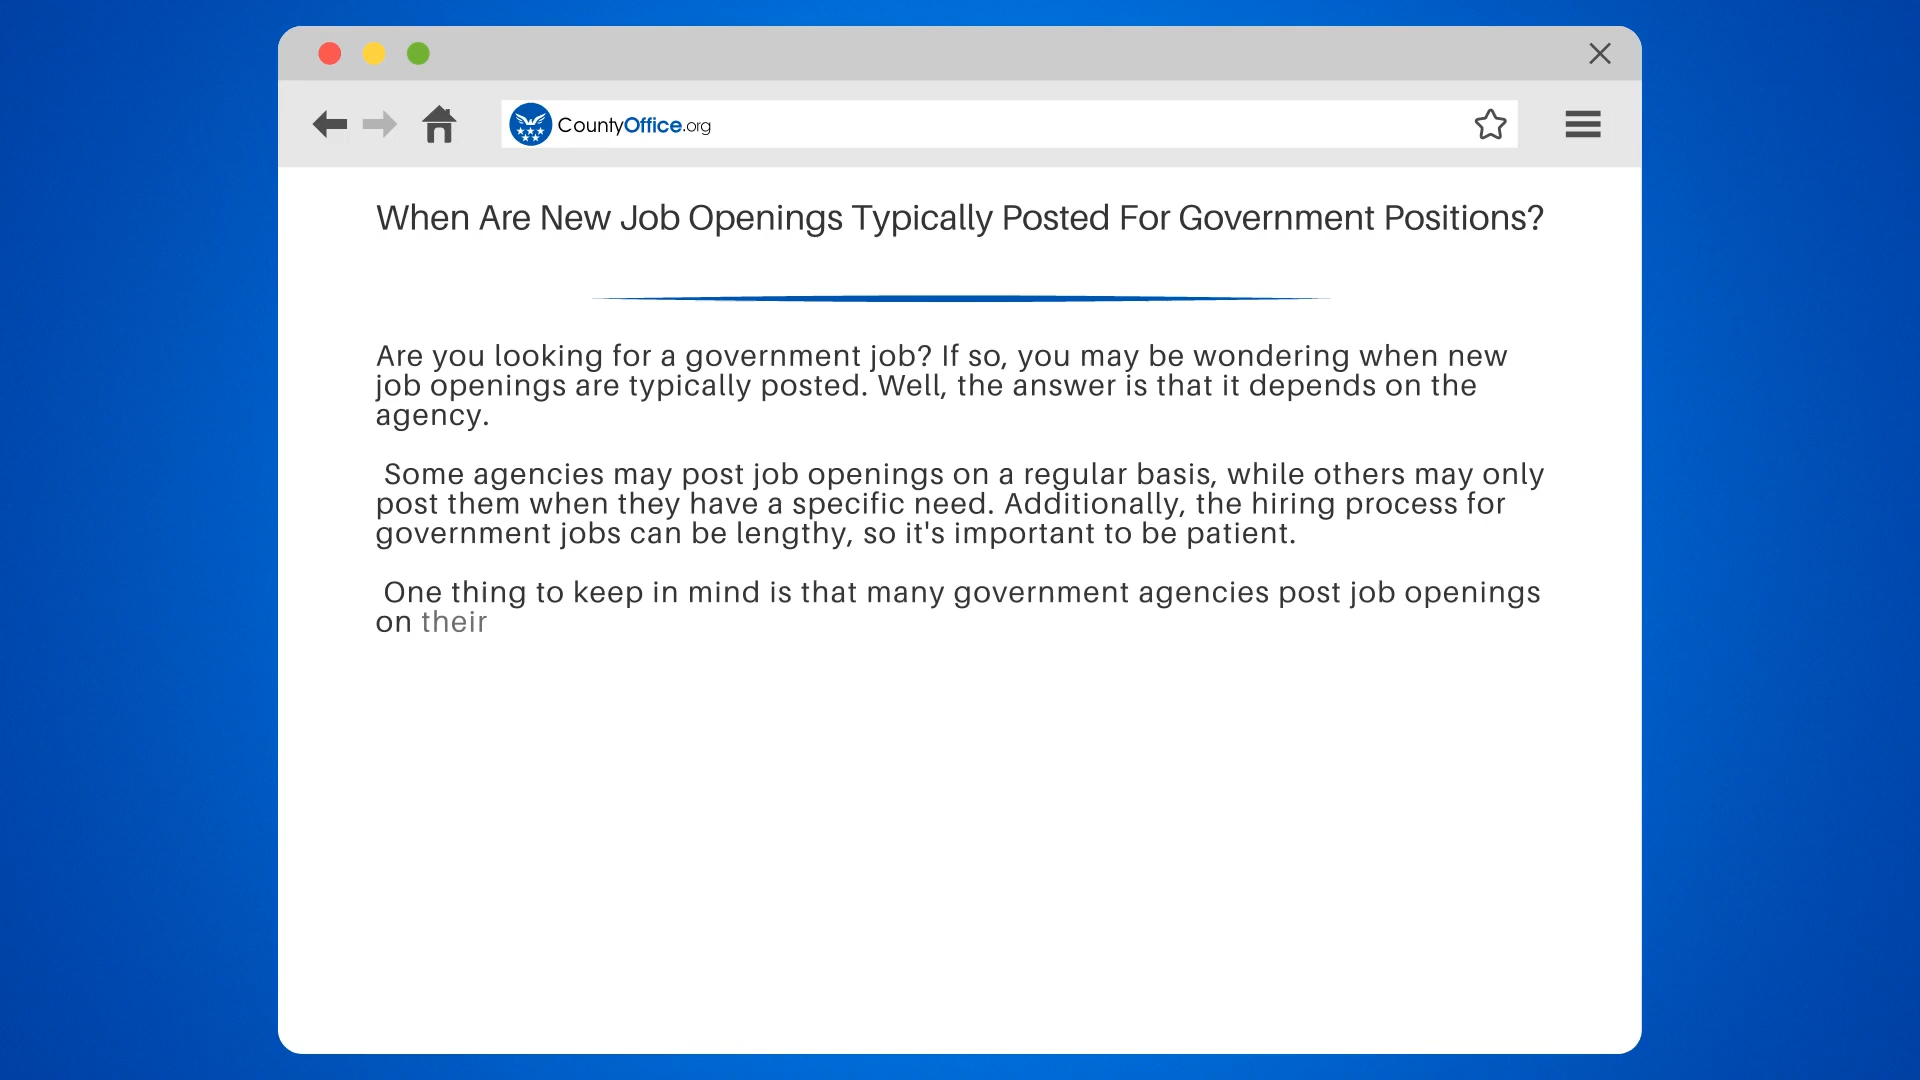 CountyOffice.org
When Are New Job Openings Typically Posted For Government Positions?
Are you looking for a government job? If so, you may be wondering when new
job openings are typically posted. Well, the answer is that it depends on the
agency.
Some agencies may post job openings on a regular basis, while others may only
post them when they have a specific need. Additionally, the hiring process for
government jobs can be lengthy, so it's important to be patient.
One thing to keep in mind is that many government agencies post job openings
on their